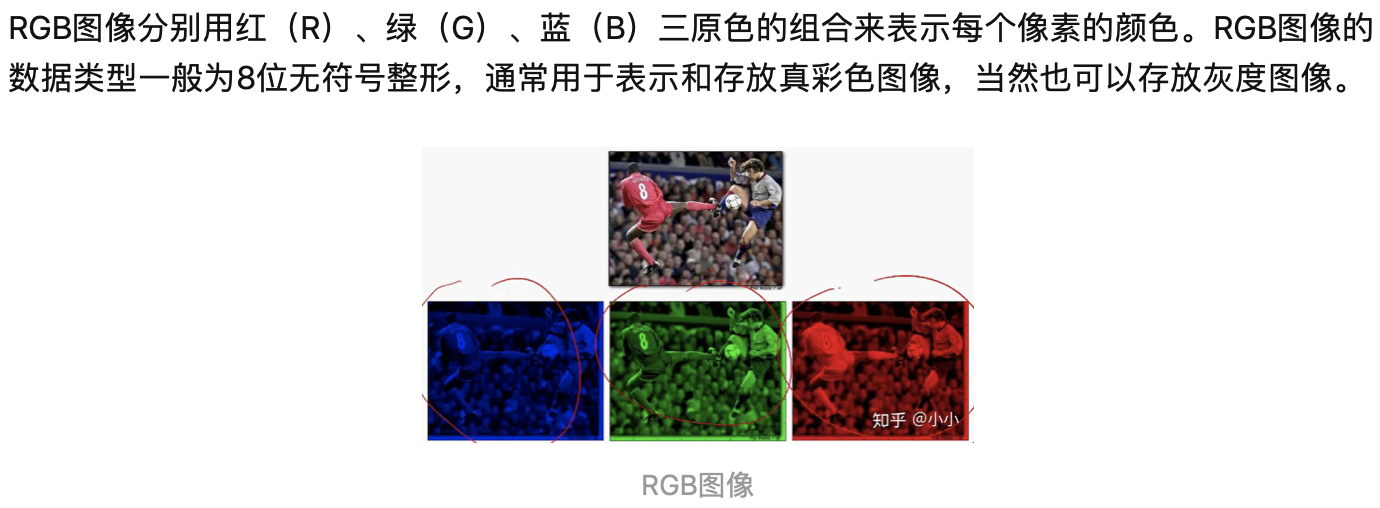 RGB图像分别用红（R）、绿（G）、蓝（B）三原色的组合来表示每个像素的颜色。RGB图像的
数据类型一般为8位无符号整形，通常用于表示和存放真彩色图像，当然也可以存放灰度图像。
8
8
8
知乎 @小小
RGB图像